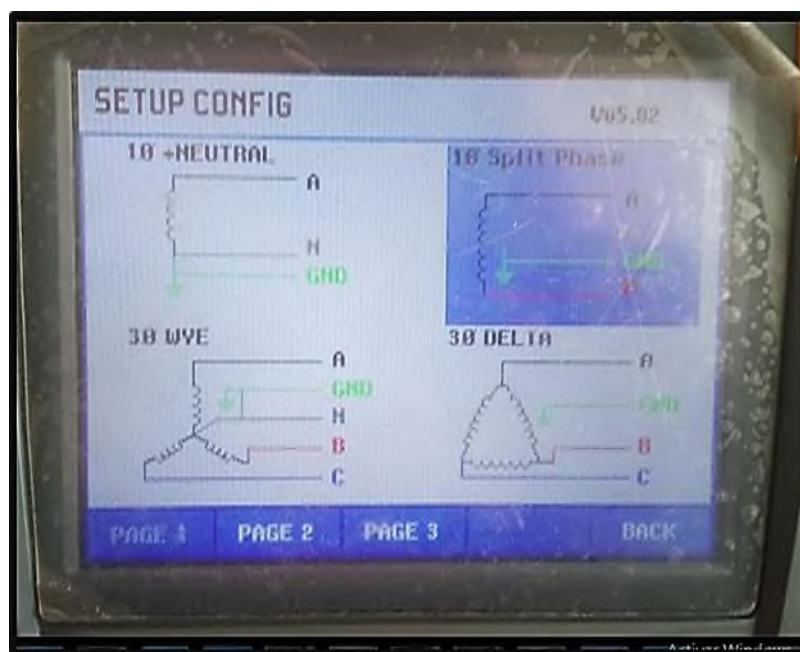 SETUP CONFIG
V05.02
1Ø +NEUTRAL
A
N
GND
1Ø Split Phase
A
GND
B
3Ø WYE
A
GND
N
B
C
3Ø DELTA
A
GND
B
C
PAGE 1
PAGE 2
PAGE 3
BACK